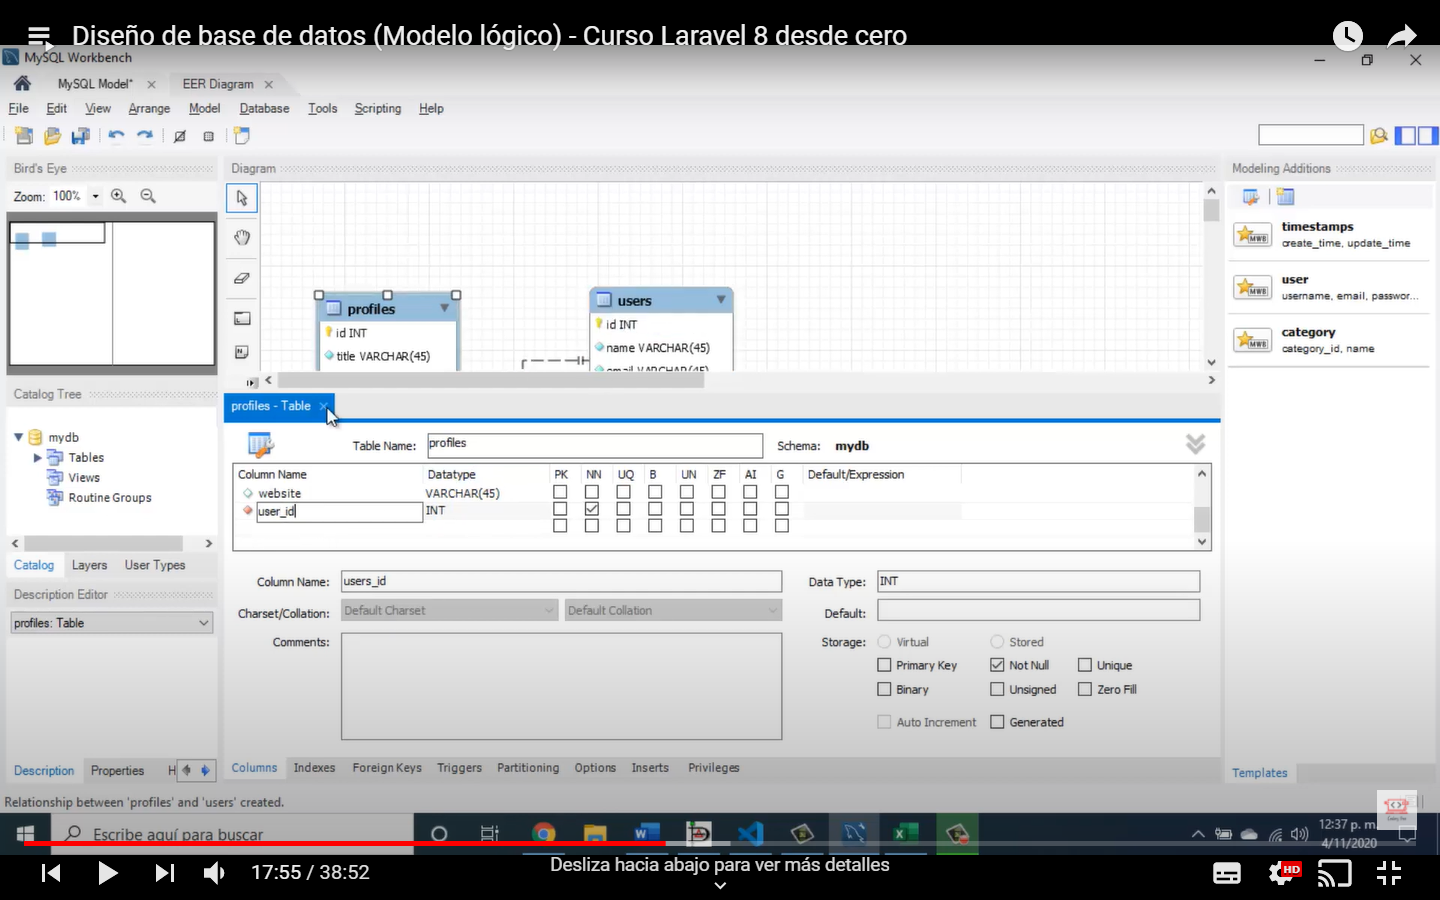 Diseño de base de datos (Modelo lógico) - Curso Laravel 8 desde cero
MySQL Workbench
MySQL Model* EER Diagram
File Edit View Arrange Model Database Tools Scripting Help
Bird's Eye
Zoom: 100%
Diagram
profiles
id INT
title VARCHAR(45)
users
id INT
name VARCHAR(45)
email VARCHAR(45)
Modeling Additions
timestamps
create_time, update_time
user
username, email, passwor...
category
category_id, name
Catalog Tree
mydb
Tables
Views
Routine Groups
Catalog Layers User Types
Description Editor
profiles: Table
profiles - Table
Table Name: profiles Schema: mydb
Column Name Datatype PK NN UQ B UN ZF AI G Default/Expression
website VARCHAR(45)
user_id INT
Column Name: users_id Data Type: INT
Charset/Collation: Default Charset Default Collation Default:
Comments: Storage: Virtual Stored
Primary Key Not Null Unique
Binary Unsigned Zero Fill
Auto Increment Generated
Description Properties H
Columns Indexes Foreign Keys Triggers Partitioning Options Inserts Privileges
Templates
Relationship between 'profiles' and 'users' created.
Escribe aquí para buscar
12:37 p. m.
4/11/2020
17:55 / 38:52
Desliza hacia abajo para ver más detalles
HD